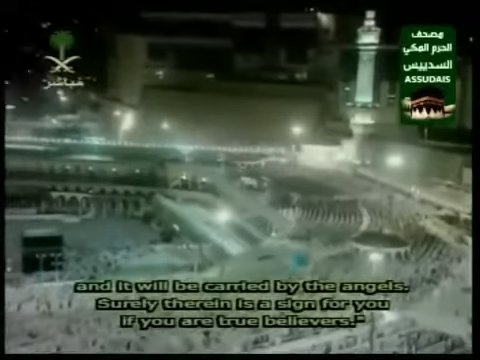 مباشر
مصحف
الحرم المكي
السديس
ASSUDAIS
and it will be carried by the angels.
Surely therein is a sign for you
if you are true believers."